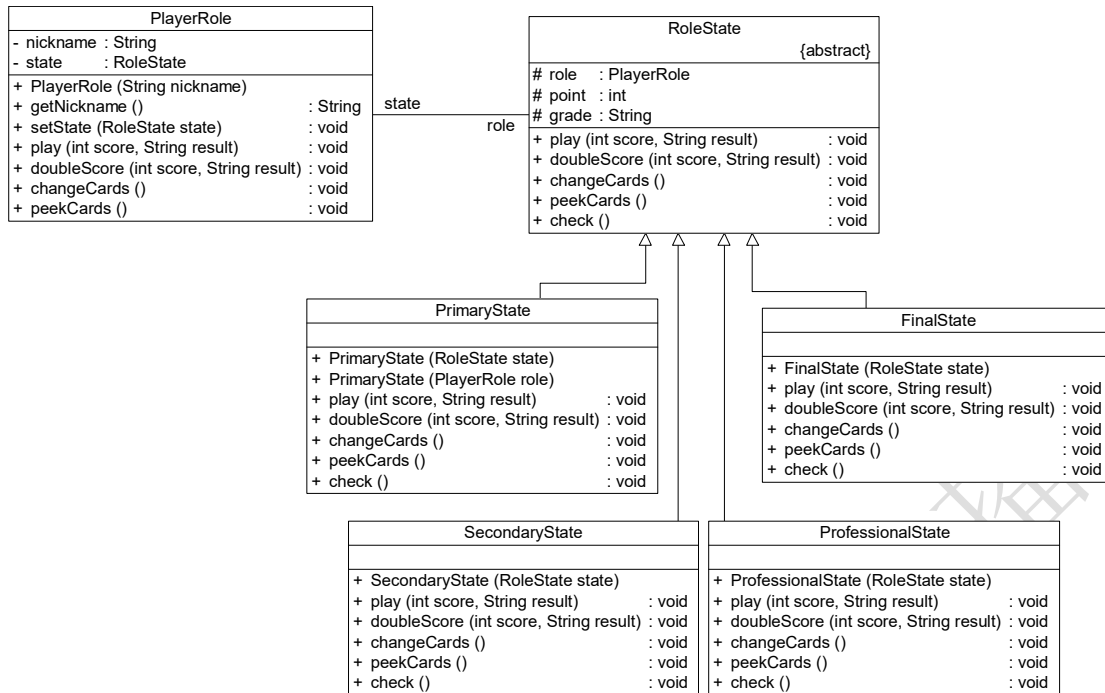 PlayerRole
- nickname : String
- state : RoleState
+ PlayerRole (String nickname)
+ getNickname () : String
+ setState (RoleState state) : void
+ play (int score, String result) : void
+ doubleScore (int score, String result) : void
+ changeCards () : void
+ peekCards () : void
state
role
RoleState
{abstract}
# role : PlayerRole
# point : int
# grade : String
+ play (int score, String result) : void
+ doubleScore (int score, String result) : void
+ changeCards () : void
+ peekCards () : void
+ check () : void
PrimaryState
+ PrimaryState (RoleState state)
+ PrimaryState (PlayerRole role)
+ play (int score, String result) : void
+ doubleScore (int score, String result) : void
+ changeCards () : void
+ peekCards () : void
+ check () : void
FinalState
+ FinalState (RoleState state)
+ play (int score, String result) : void
+ doubleScore (int score, String result) : void
+ changeCards () : void
+ peekCards () : void
+ check () : void
SecondaryState
+ SecondaryState (RoleState state)
+ play (int score, String result) : void
+ doubleScore (int score, String result) : void
+ changeCards () : void
+ peekCards () : void
+ check () : void
ProfessionalState
+ ProfessionalState (RoleState state)
+ play (int score, String result) : void
+ doubleScore (int score, String result) : void
+ changeCards () : void
+ peekCards () : void
+ check () : void